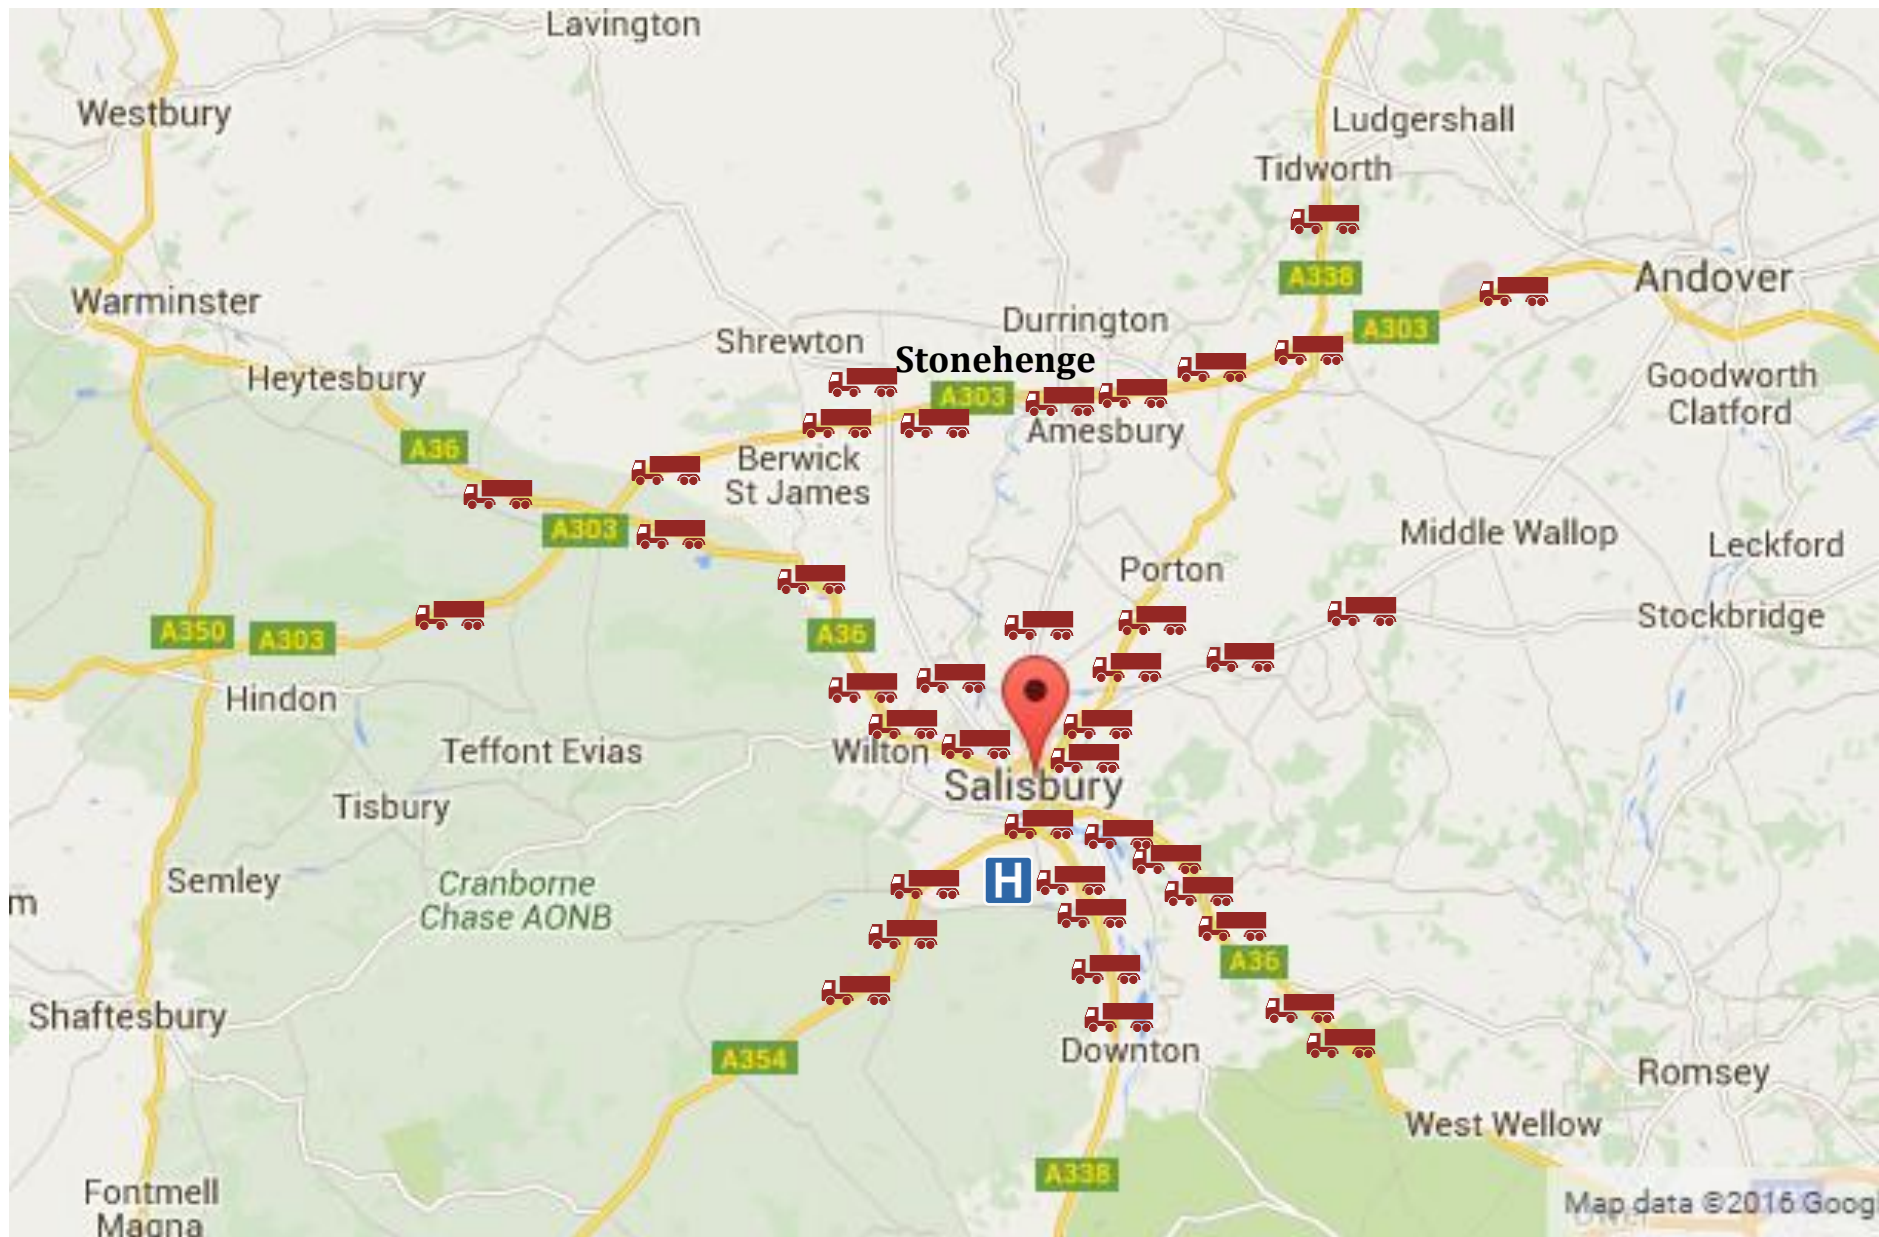 Lavington
Westbury
Ludgershall
Tidworth
A338
Andover
Warminster
Durrington
A303
Shrewton
Stonehenge
Heytesbury
A303
Goodworth
Clatford
Amesbury
A36
Berwick
St James
A303
Middle Wallop
Leckford
Porton
Stockbridge
A350
A303
A36
Hindon
Teffont Evias
Wilton
Salisbury
Tisbury
Semley
Cranborne
Chase AONB
H
m
A36
Shaftesbury
Downton
A354
Romsey
West Wellow
A338
Fontmell
Magna
Map data ©2016 Googl